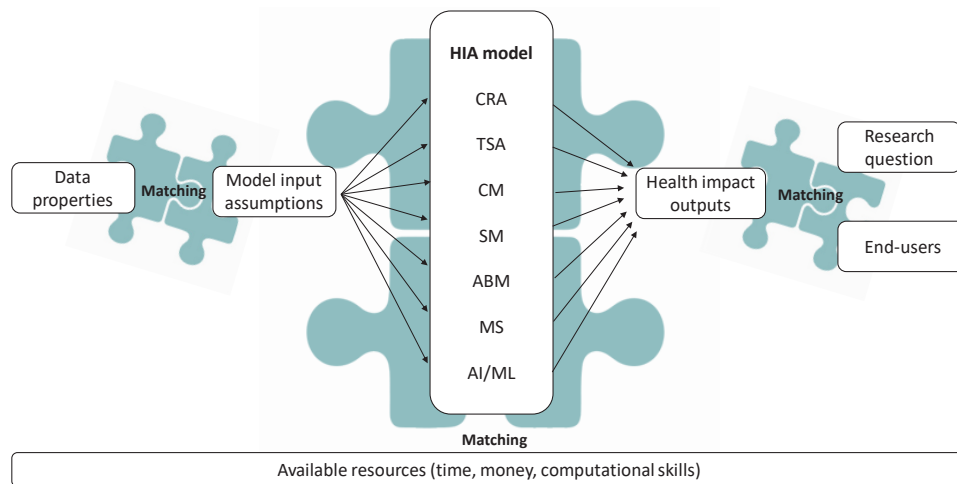 HIA model
CRA
TSA
CM
SM
ABM
MS
AI/ML
Data
properties
Matching
Model input
assumptions
Health impact
outputs
Matching
Research
question
End-users
Matching
Available resources (time, money, computational skills)